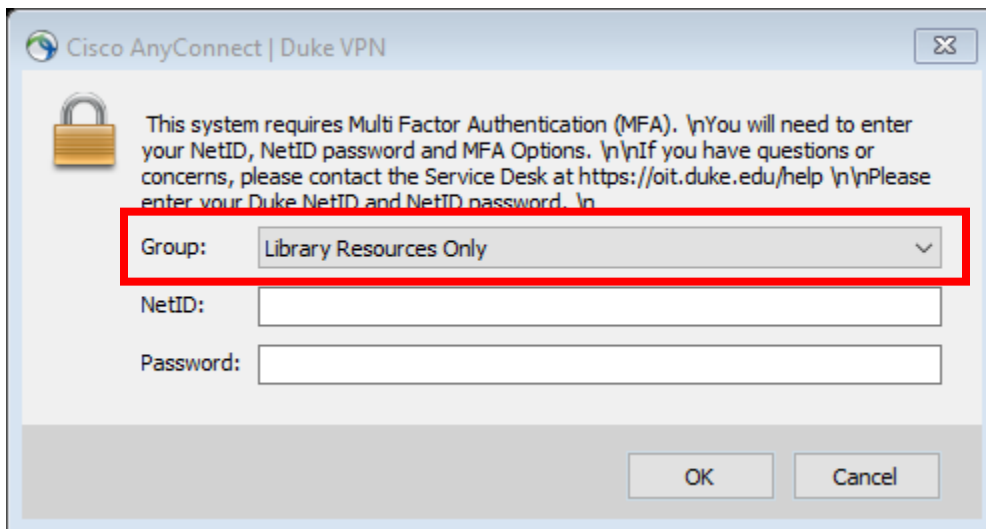 Cisco AnyConnect | Duke VPN
This system requires Multi Factor Authentication (MFA). \nYou will need to enter
your NetID, NetID password and MFA Options. \n\nIf you have questions or
concerns, please contact the Service Desk at https://oit.duke.edu/help \n\nPlease
enter your Duke NetID and NetID password. \n
Group: Library Resources Only
NetID:
Password:
OK Cancel